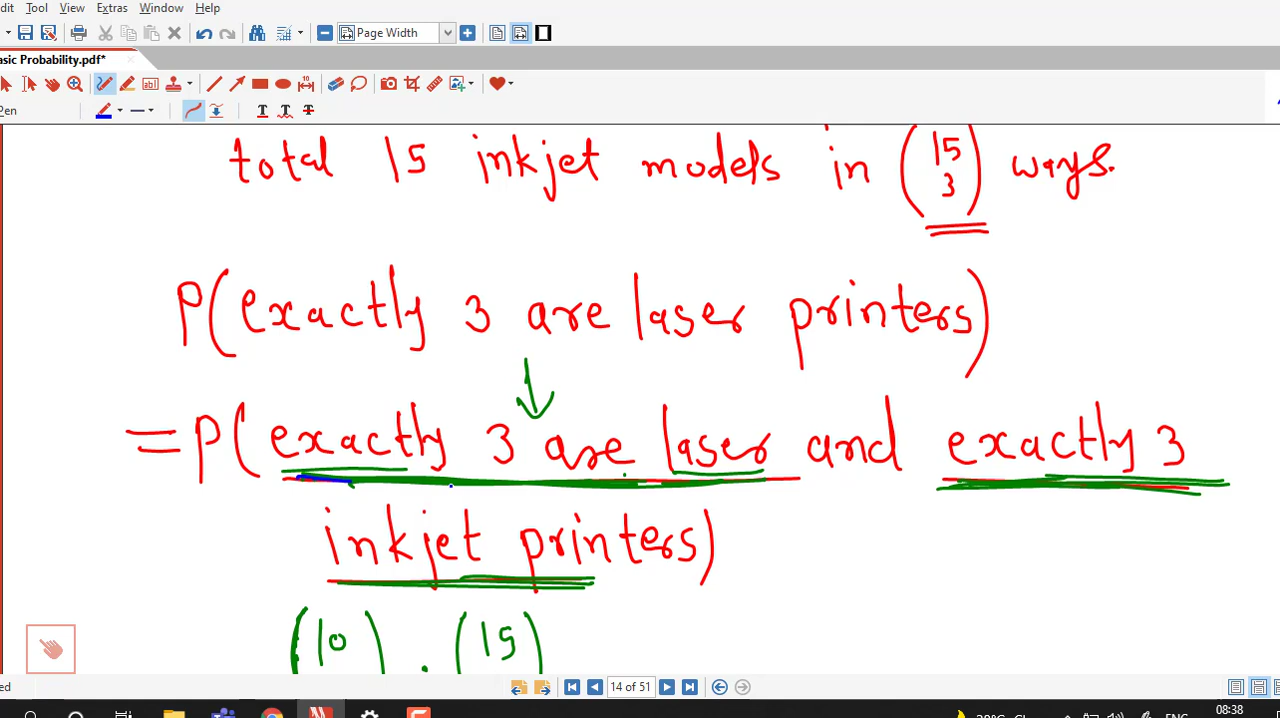 dit Tool View Extras Window Help
Page Width
asic Probability.pdf*
Pen
total 15 inkjet models in (15 3) ways.
P(exactly 3 are laser printers)
=P(exactly 3 are laser and exactly 3
inkjet printers)
(10) . (15)
14 of 51
08:38
ENG